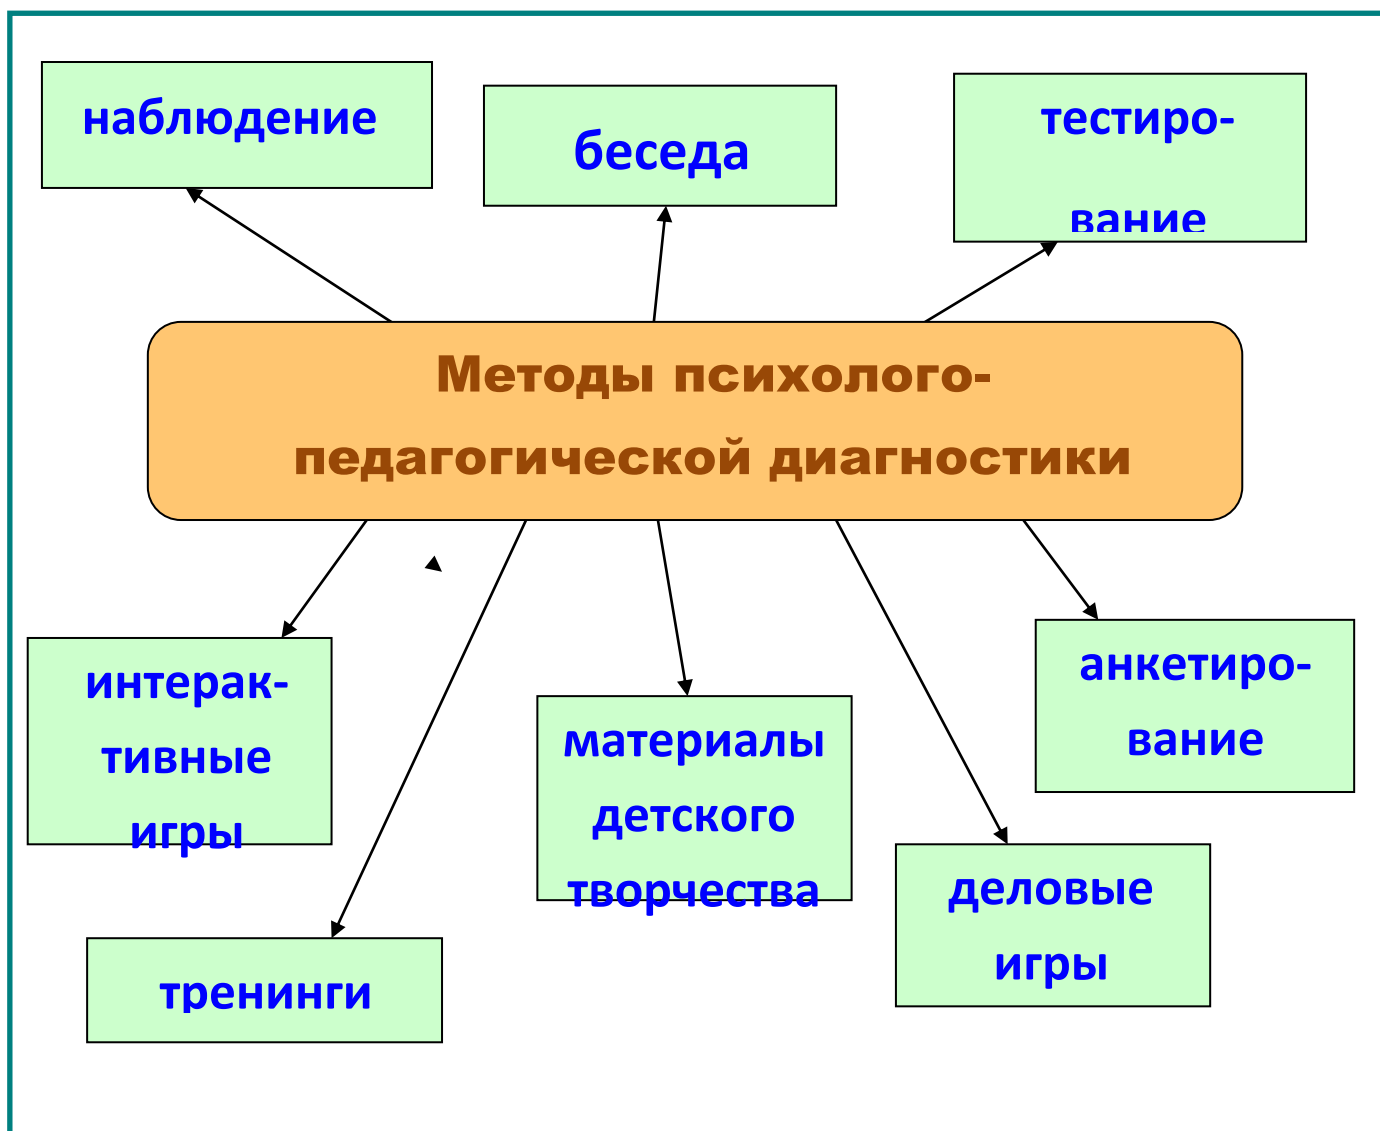 наблюдение
беседа
тестиро-
вание
Методы психолого-
педагогической диагностики
интерак-
тивные
игры
тренинги
материалы
детского
творчества
деловые
игры
анкетиро-
вание